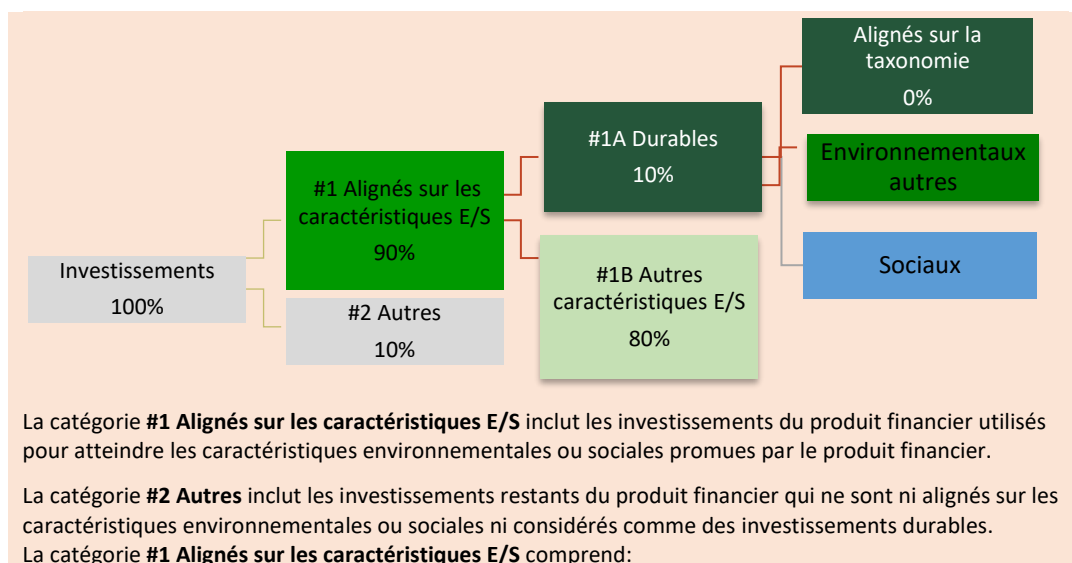 Alignés sur la
taxonomie
0%
#1A Durables
10%
Environnementaux
autres
#1 Alignés sur les
caractéristiques E/S
90%
Sociaux
Investissements
100%
#1B Autres
caractéristiques E/S
80%
#2 Autres
10%
La catégorie #1 Alignés sur les caractéristiques E/S inclut les investissements du produit financier utilisés
pour atteindre les caractéristiques environnementales ou sociales promues par le produit financier.
La catégorie #2 Autres inclut les investissements restants du produit financier qui ne sont ni alignés sur les
caractéristiques environnementales ou sociales ni considérés comme des investissements durables.
La catégorie #1 Alignés sur les caractéristiques E/S comprend: